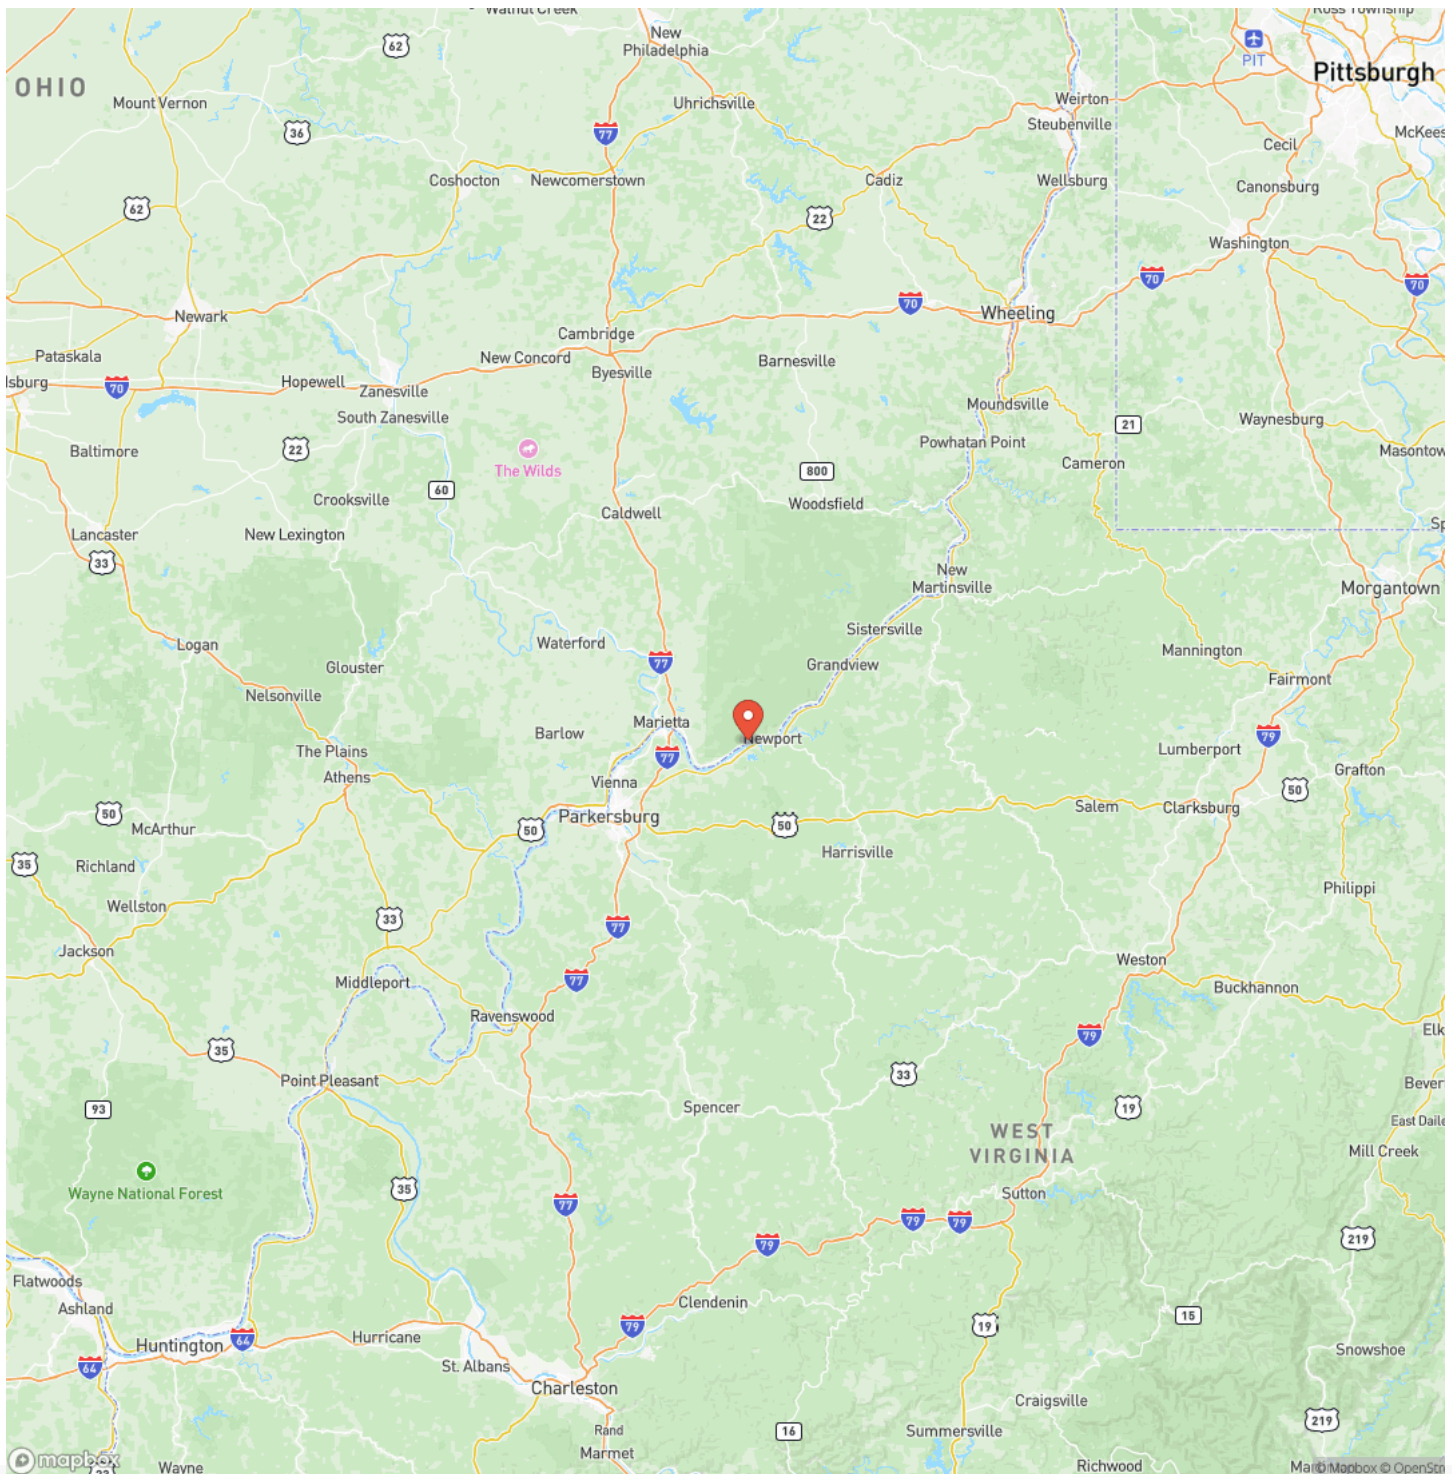 Walnut Creek
Ross Township
62
New
Philadelphia
PIT
Pittsburgh
OHIO
Mount Vernon
Uhrichsville
Weirton
36
77
Steubenville
Cecil
Coshocton
Newcomerstown
Cadiz
Wellsburg
Canonsburg
62
22
Washington
70
70
70
Newark
Wheeling
Cambridge
Pataskala
New Concord
Barnesville
Byesville
Hopewell
70
Zanesville
Moundsville
South Zanesville
Waynesburg
21
Baltimore
22
Powhatan Point
Masontow
The Wilds
800
Cameron
60
Crooksville
Woodsfield
Caldwell
Lancaster
New Lexington
33
New
Martinsville
Morgantown
Sistersville
Logan
Waterford
Mannington
77
Glouster
Grandview
Fairmont
Nelsonville
Marietta
Barlow
Newport
79
The Plains
77
Lumberport
Athens
Vienna
Grafton
50
Salem
Clarksburg
50
Parkersburg
50
50
McArthur
Harrisville
35
Richland
Philippi
Wellston
33
77
Jackson
Weston
Middleport
77
Buckhannon
Ravenswood
79
Elk
35
33
Point Pleasant
Bever
93
Spencer
19
East Daile
WEST
VIRGINIA
Mill Creek
Wayne National Forest
35
77
Sutton
79
79
79
219
Flatwoods
Ashland
Clendenin
15
Huntington
64
Hurricane
79
19
Snowshoe
64
St. Albans
Charleston
Craigsville
219
Rand
16
Summersville
Marmet
Richwood
mapbox
Wayne
© Mapbox © OpenStr